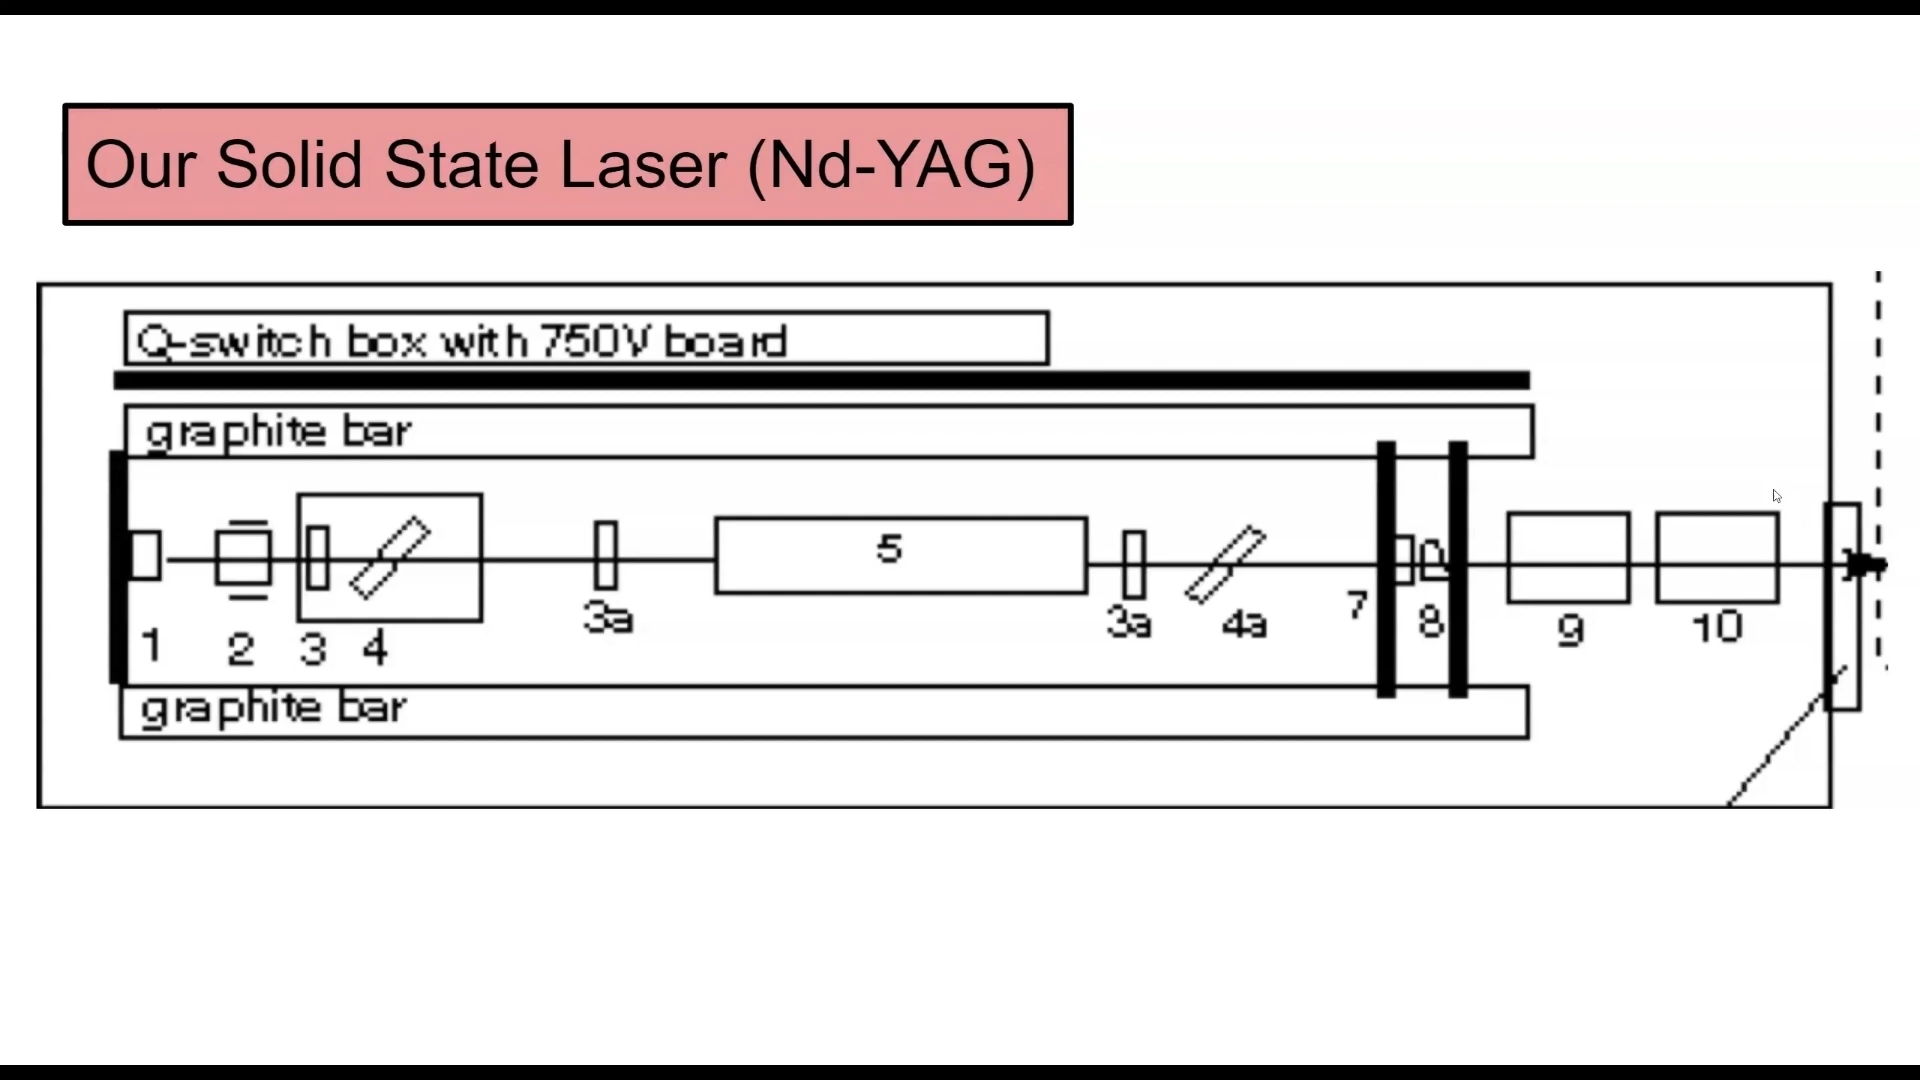 Our Solid State Laser (Nd-YAG)
Q-switch box with 750V board
graphite bar
5
3a
3a
4a
7
8
9
10
1
2
3
4
graphite bar